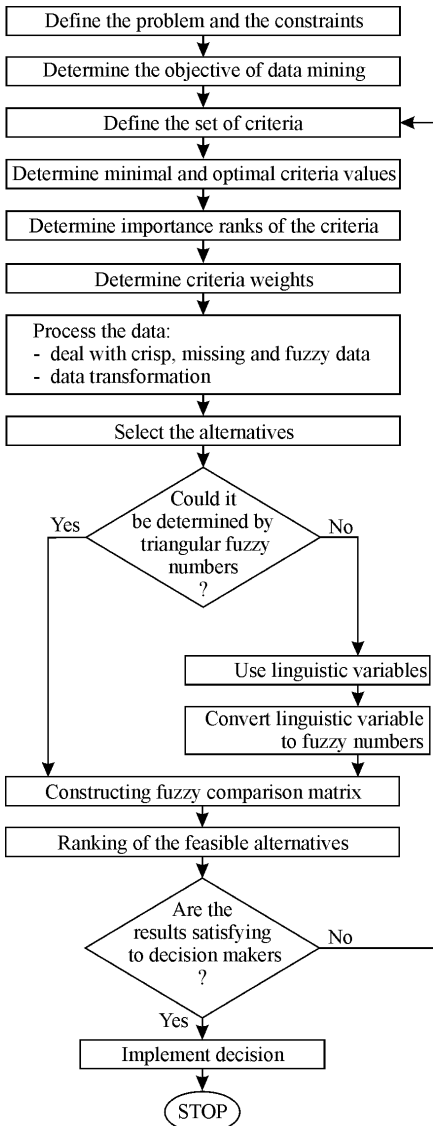 Define the problem and the constraints
Determine the objective of data mining
Define the set of criteria
Determine minimal and optimal criteria values
Determine importance ranks of the criteria
Determine criteria weights
Process the data:
- deal with crisp, missing and fuzzy data
- data transformation
Select the alternatives
Could it
be determined by
triangular fuzzy
numbers
?
Yes
No
Use linguistic variables
Convert linguistic variable
to fuzzy numbers
Constructing fuzzy comparison matrix
Ranking of the feasible alternatives
Are the
results satisfying
to decision makers
?
No
Yes
Implement decision
STOP